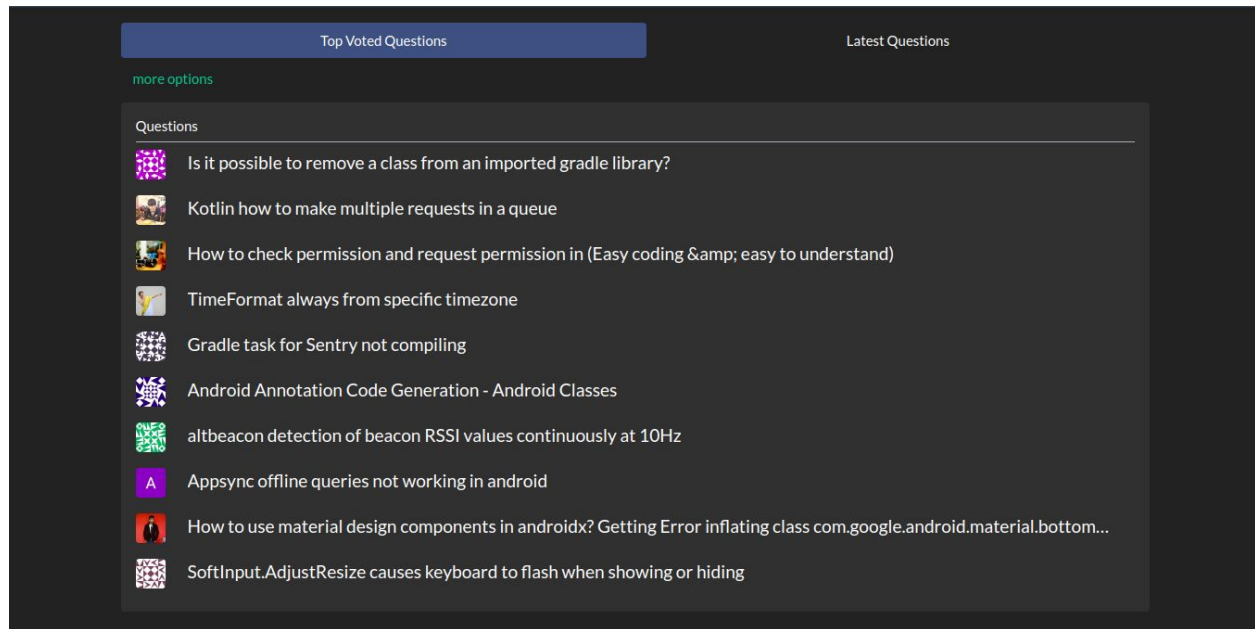 Top Voted Questions
Latest Questions
more options
Questions
Is it possible to remove a class from an imported gradle library?
Kotlin how to make multiple requests in a queue
How to check permission and request permission in (Easy coding &amp; easy to understand)
TimeFormat always from specific timezone
Gradle task for Sentry not compiling
Android Annotation Code Generation - Android Classes
altbeacon detection of beacon RSSI values continuously at 10Hz
A
Appsync offline queries not working in android
How to use material design components in androidx? Getting Error inflating class com.google.android.material.bottom...
SoftInput.AdjustResize causes keyboard to flash when showing or hiding